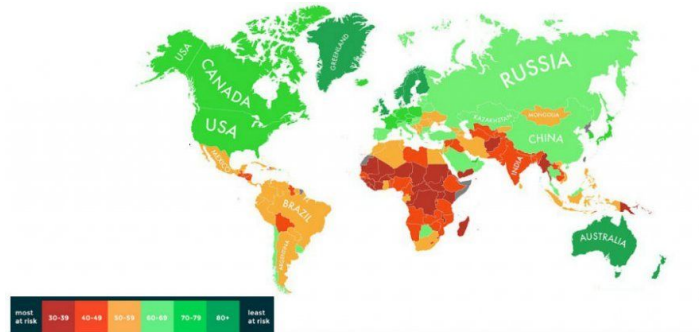 USA
CANADA
USA
GREENLAND
RUSSIA
KAZAKHSTAN
MONGOLIA
CHINA
INDIA
MEXICO
BRAZIL
ARGENTINA
AUSTRALIA
most
at risk
30-39
40-49
50-59
60-69
70-79
80+
least
at risk